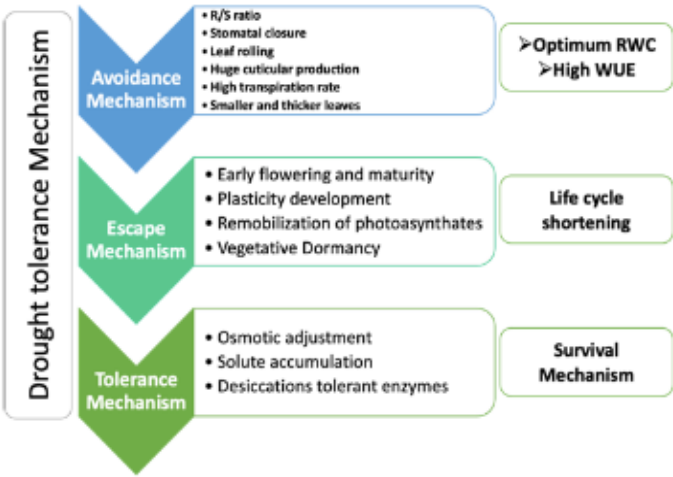 Drought tolerance Mechanism
Avoidance
Mechanism
• R/S ratio
• Stomatal closure
• Leaf rolling
• Huge cuticular production
• High transpiration rate
• Smaller and thicker leaves
➢Optimum RWC
➢High WUE
Escape
Mechanism
• Early flowering and maturity
• Plasticity development
• Remobilization of photoasynthates
• Vegetative Dormancy
Life cycle
shortening
Tolerance
Mechanism
• Osmotic adjustment
• Solute accumulation
• Desiccations tolerant enzymes
Survival
Mechanism